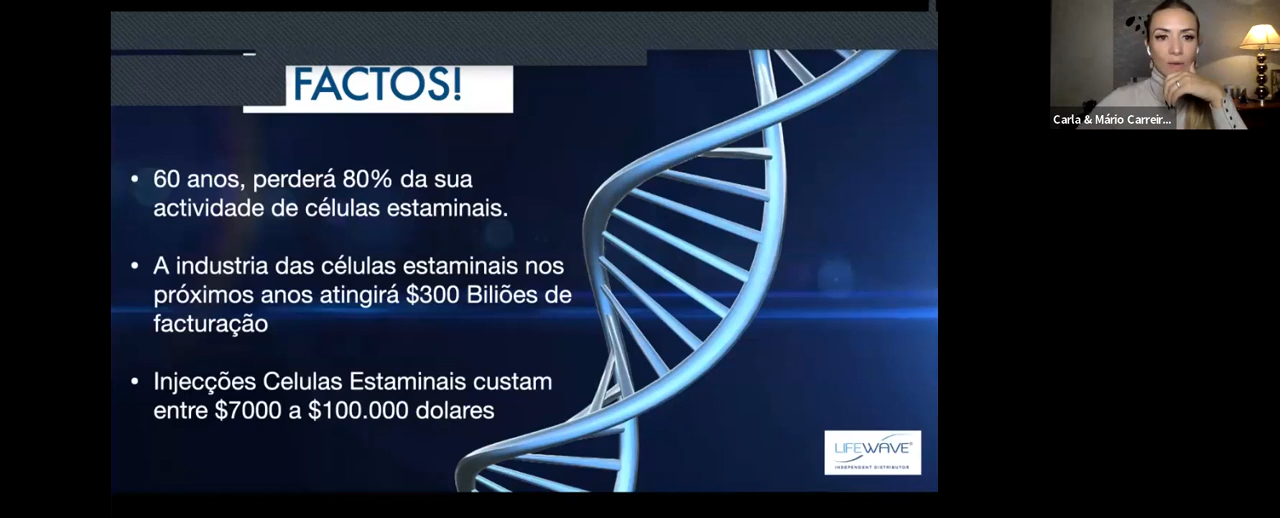 FACTOS!
• 60 anos, perderá 80% da sua
actividade de células estaminais.
• A industria das células estaminais nos
próximos anos atingirá $300 Biliões de
facturação
• Injecções Celulas Estaminais custam
entre $7000 a $100.000 dolares
LIFEWAVE®
INDEPENDENT DISTRIBUTOR
Carla & Mário Carreir...